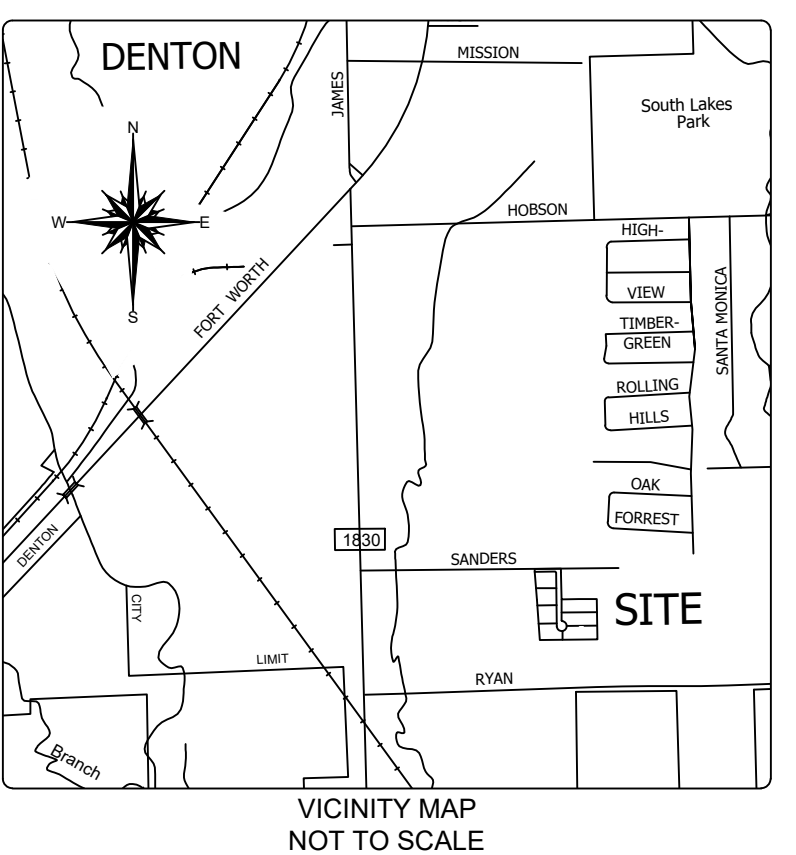 DENTON
MISSION
JAMES
South Lakes
Park
N
W
E
S
HOBSON
HIGH-
VIEW
FORT WORTH
TIMBER-
GREEN
SANTA MONICA
ROLLING
HILLS
OAK
FORREST
1830
DENTON
SANDERS
CITY
SITE
LIMIT
RYAN
Branch
VICINITY MAP
NOT TO SCALE